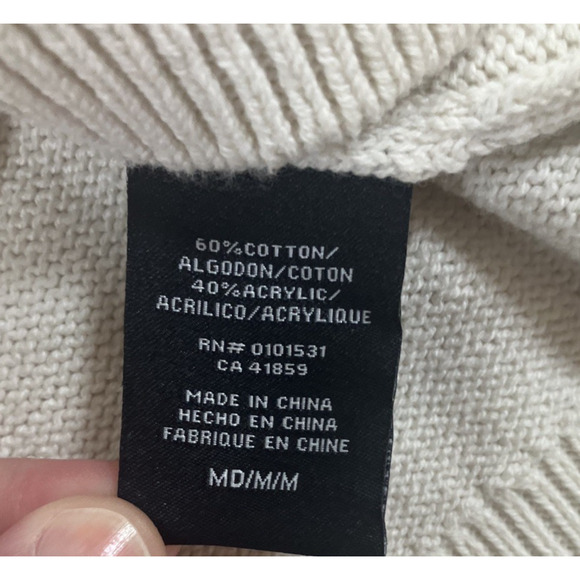 60%COTTON/
ALGODON/COTON
40%ACRYLIC/
ACRILICO/ACRYLIQUE
RN# 0101531
CA 41859
MADE IN CHINA
HECHO EN CHINA
FABRIQUE EN CHINE
MD/M/M